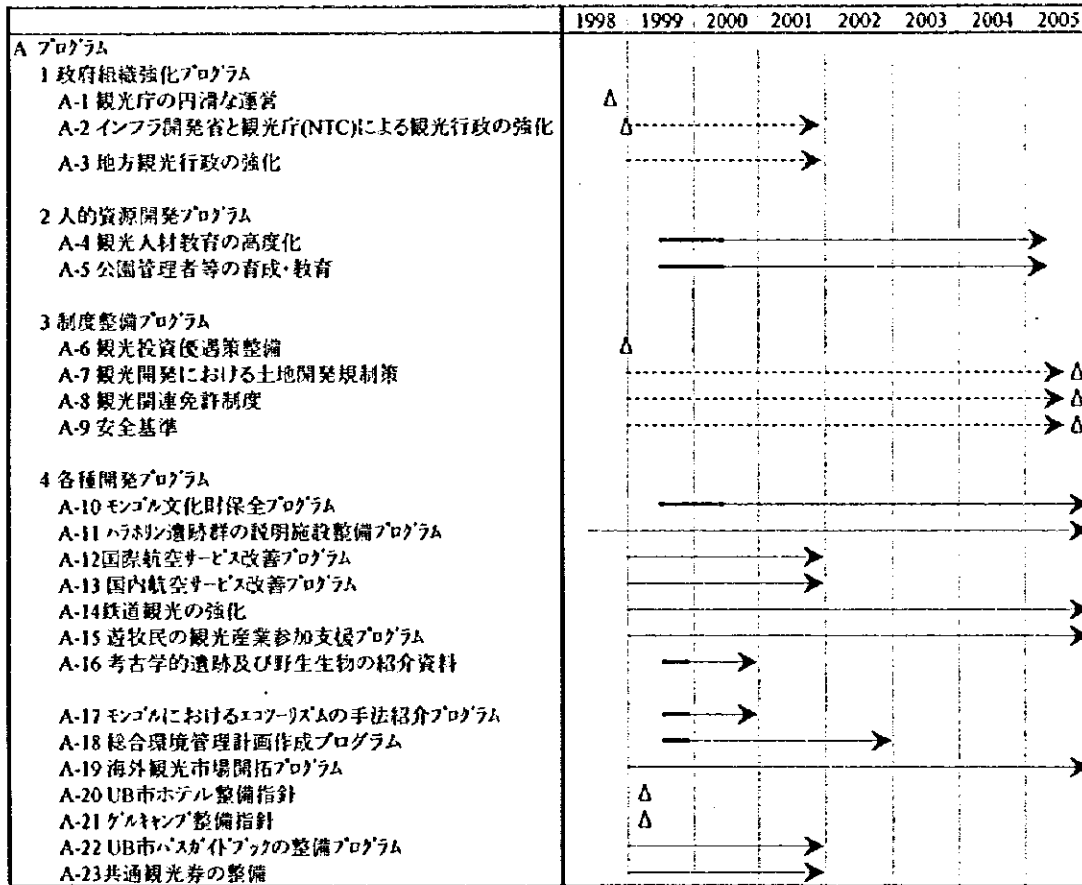 1998 1999 2000 2001 2002 2003 2004 2005
A プログラム
1 政府組織強化プログラム
A-1 観光庁の円滑な運営
A-2 インフラ開発省と観光庁(NTC)による観光行政の強化
A-3 地方観光行政の強化
2 人的資源開発プログラム
A-4 観光人材教育の高度化
A-5 公園管理者等の育成・教育
3 制度整備プログラム
A-6 観光投資優遇策整備
A-7 観光開発における土地開発規制策
A-8 観光関連免許制度
A-9 安全基準
4 各種開発プログラム
A-10 モンゴル文化財保全プログラム
A-11 ハラホリン遺跡群の説明施設整備プログラム
A-12国際航空サービス改善プログラム
A-13 国内航空サービス改善プログラム
A-14鉄道観光の強化
A-15 遊牧民の観光産業参加支援プログラム
A-16 考古学的遺跡及び野生生物の紹介資料
A-17 モンゴルにおけるエコツーリズムの手法紹介プログラム
A-18 総合環境管理計画作成プログラム
A-19 海外観光市場開拓プログラム
A-20 UB市ホテル整備指針
A-21 ゲルキャンプ整備指針
A-22 UB市バスガイドブックの整備プログラム
A-23共通観光券の整備